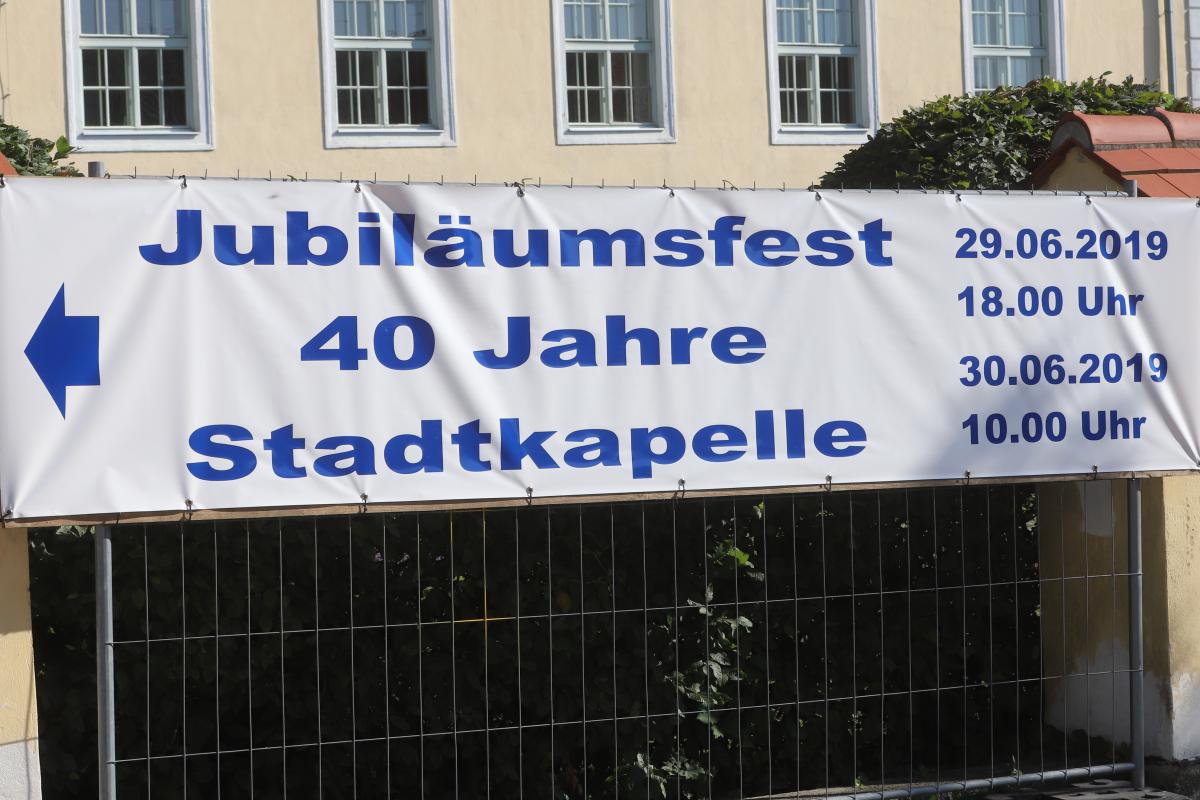 Jubiläumsfest
40 Jahre
Stadtkapelle
29.06.2019
18.00 Uhr
30.06.2019
10.00 Uhr